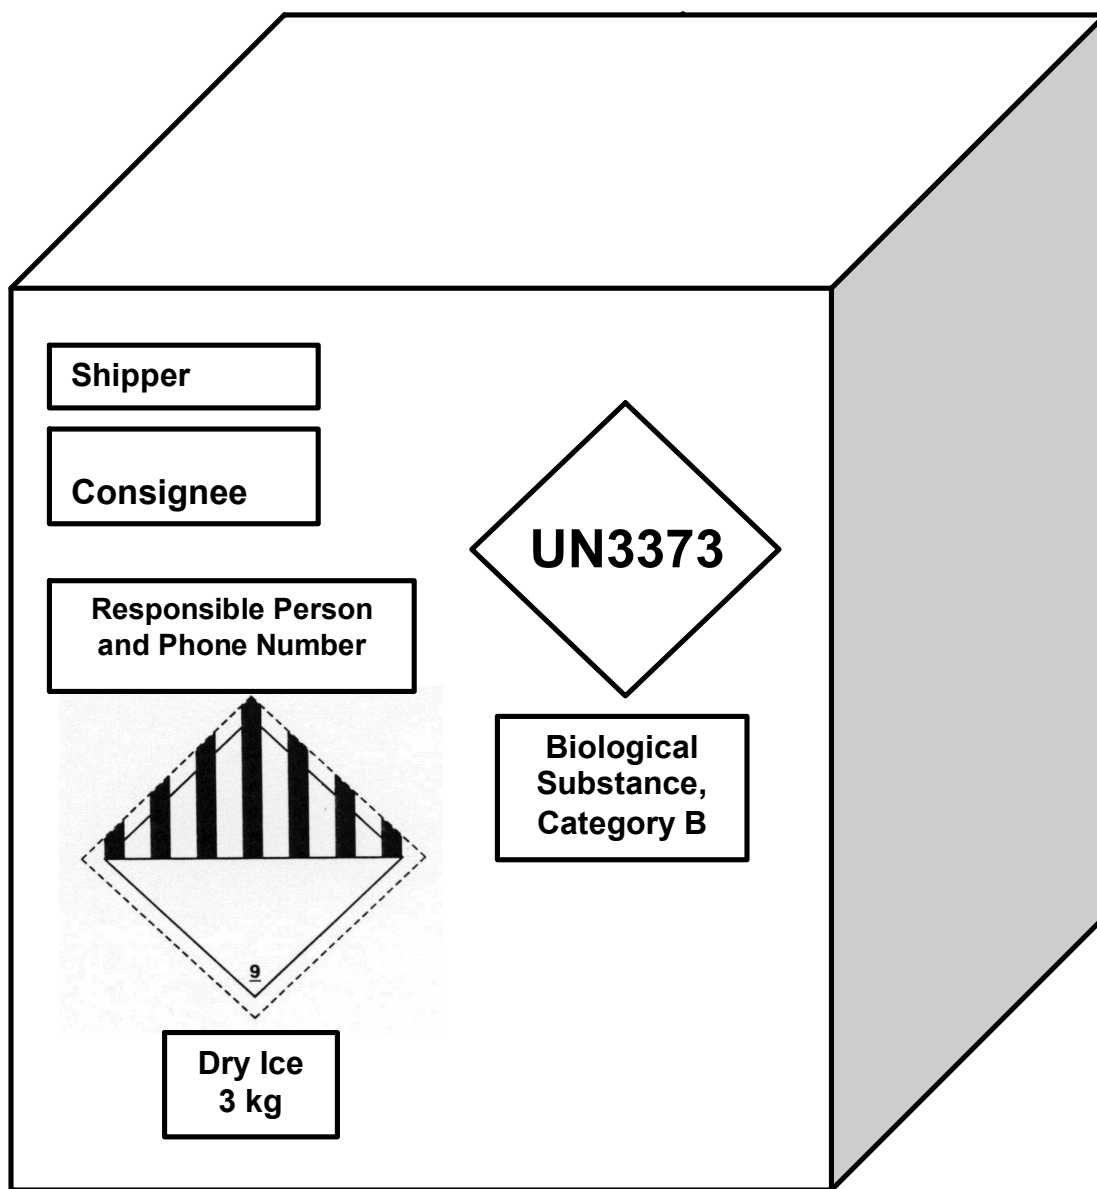 Shipper
Consignee
Responsible Person
and Phone Number
UN3373
Biological
Substance,
Category B
9
Dry Ice
3 kg